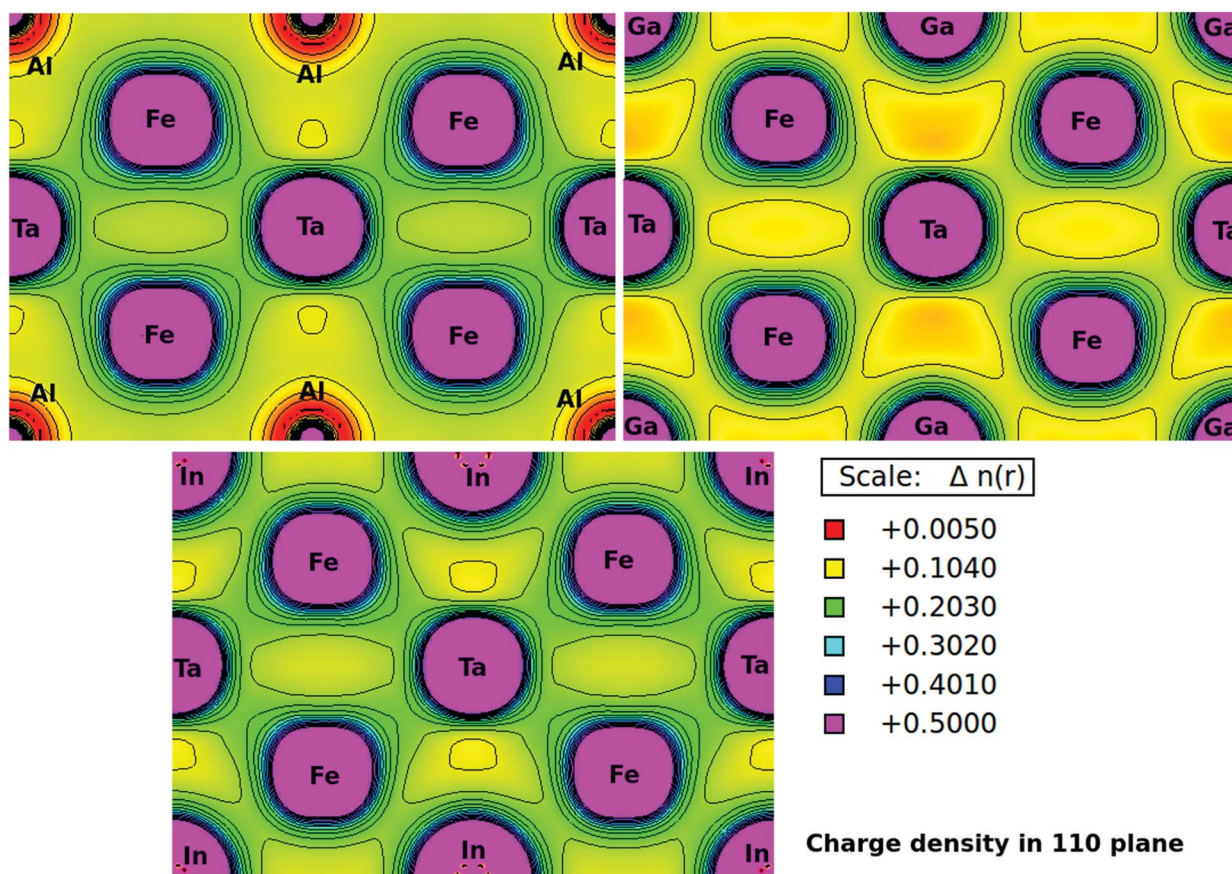 Al Al Al
Fe Fe
Ta Ta Ta
Fe Fe
Al Al Al
Ga Ga Ga
Fe Fe
Ta Ta Ta
Fe Fe
Ga Ga Ga
In In In
Fe Fe
Ta Ta Ta
Fe Fe
In In In
Scale: Δ n(r)
+0.0050
+0.1040
+0.2030
+0.3020
+0.4010
+0.5000
Charge density in 110 plane